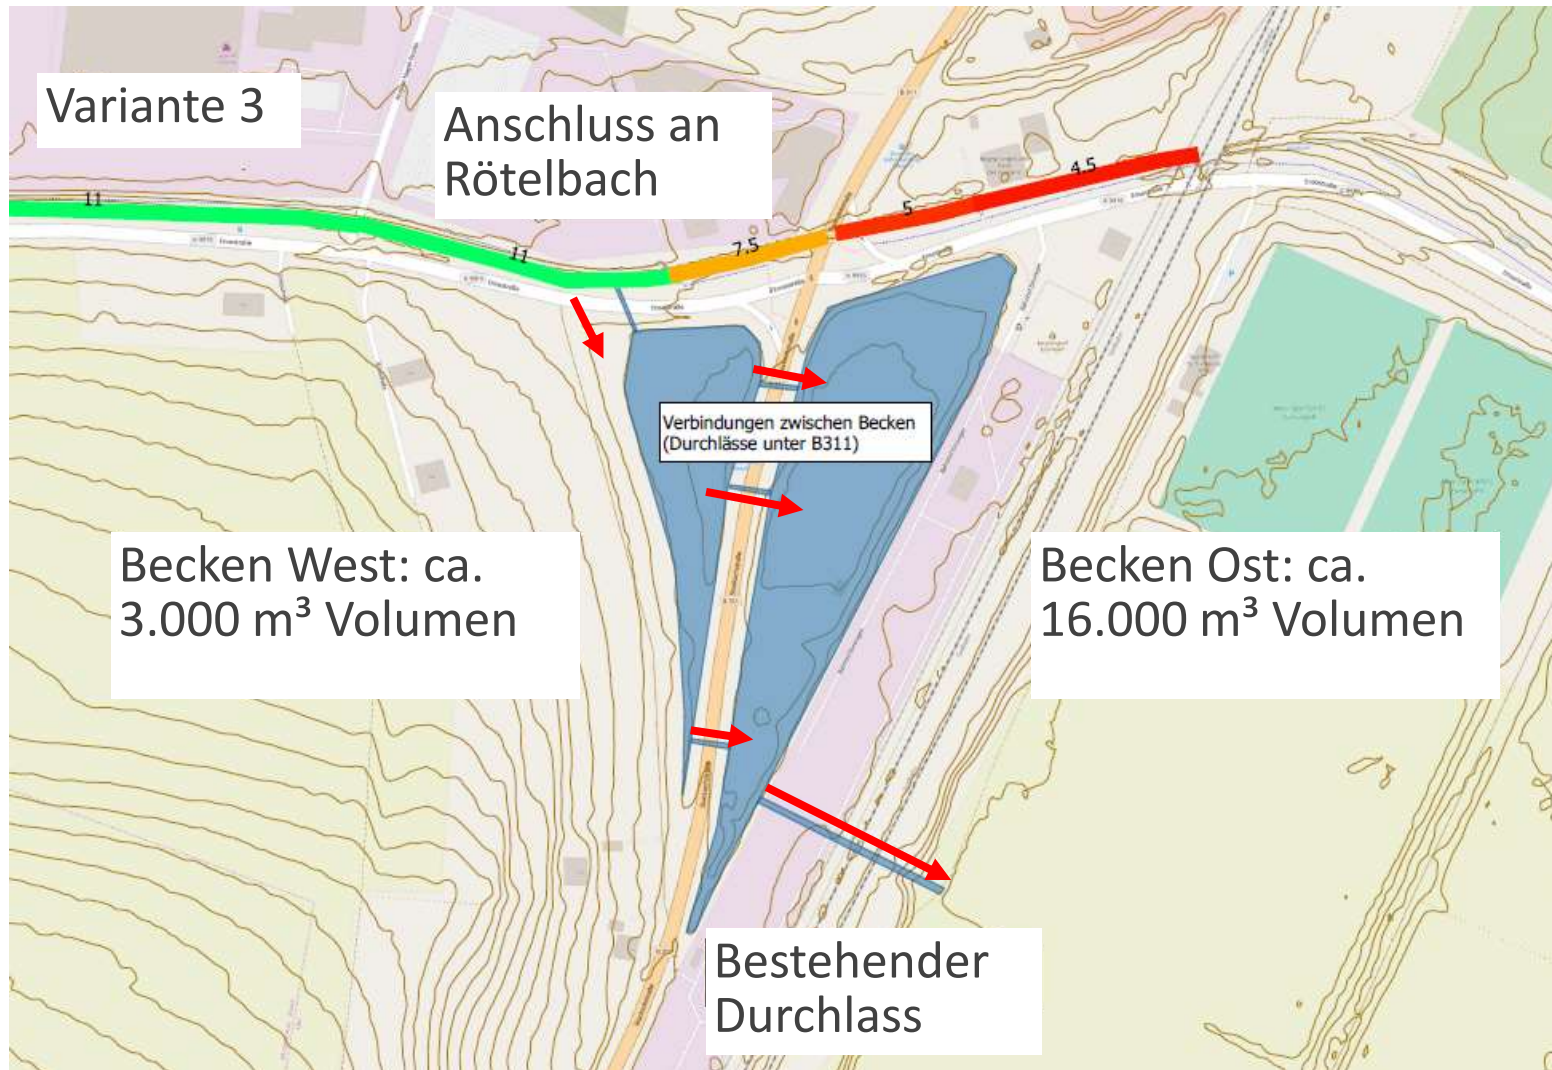 Variante 3
Anschluss an
Rötelbach
11
11
7.5
5
4.5
Verbindungen zwischen Becken
(Durchlässe unter B311)
Becken West: ca.
3.000 m³ Volumen
Becken Ost: ca.
16.000 m³ Volumen
Bestehender
Durchlass